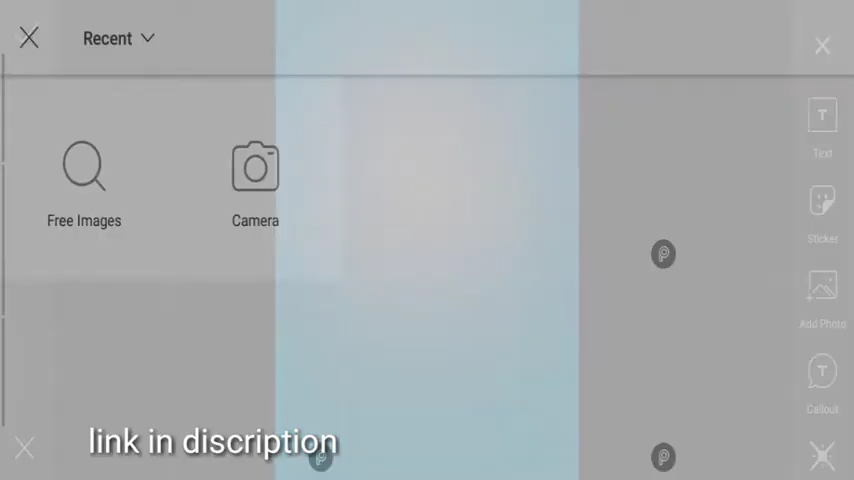 Recent
Text
Free Images
Camera
Sticker
Add Photo
Callout
link in discription